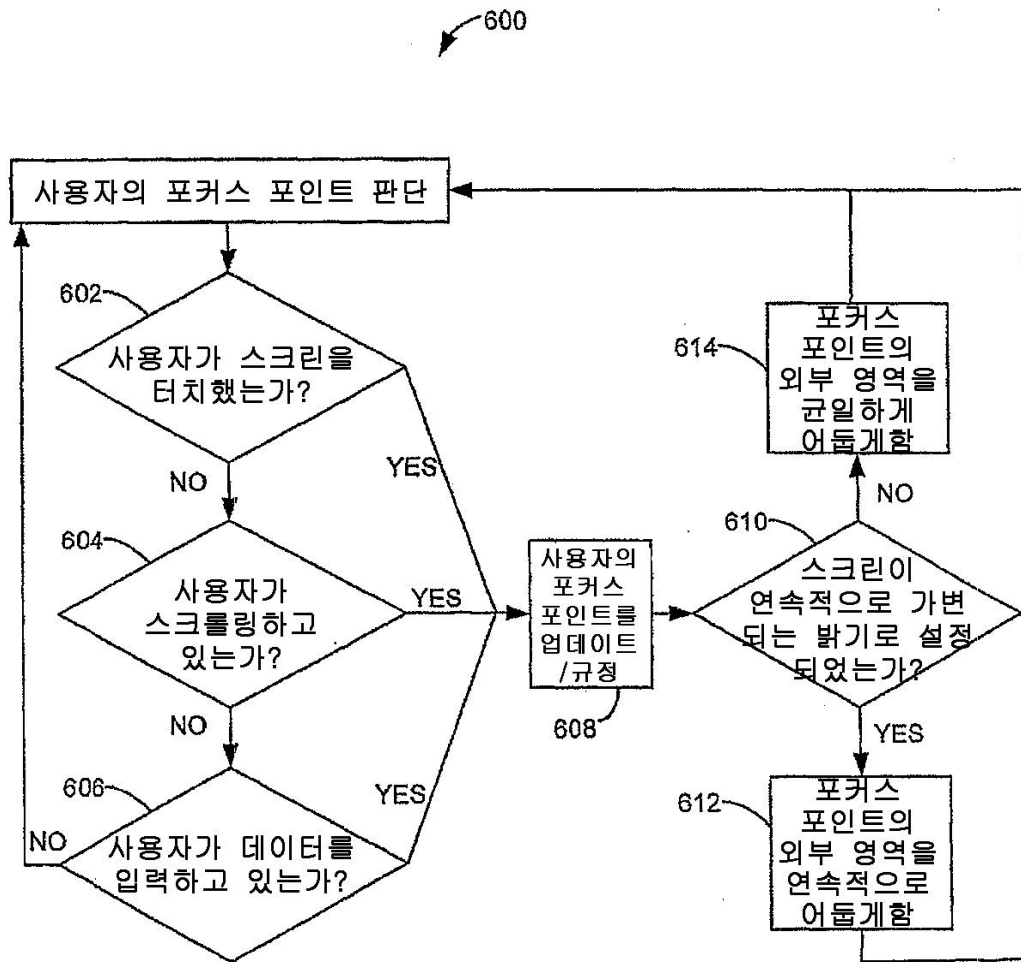 600
사용자의 포커스 포인트 판단
602
사용자가 스크린을
터치했는가?
NO
YES
604
사용자가
스크롤링하고
있는가?
YES
NO
606
사용자가 데이터를
입력하고 있는가?
YES
NO
사용자의
포커스
포인트를
업데이트
/규정
608
610
스크린이
연속적으로 가변
되는 밝기로 설정
되었는가?
NO
YES
614
포커스
포인트의
외부 영역을
균일하게
어둡게함
612
포커스
포인트의
외부 영역을
연속적으로
어둡게함